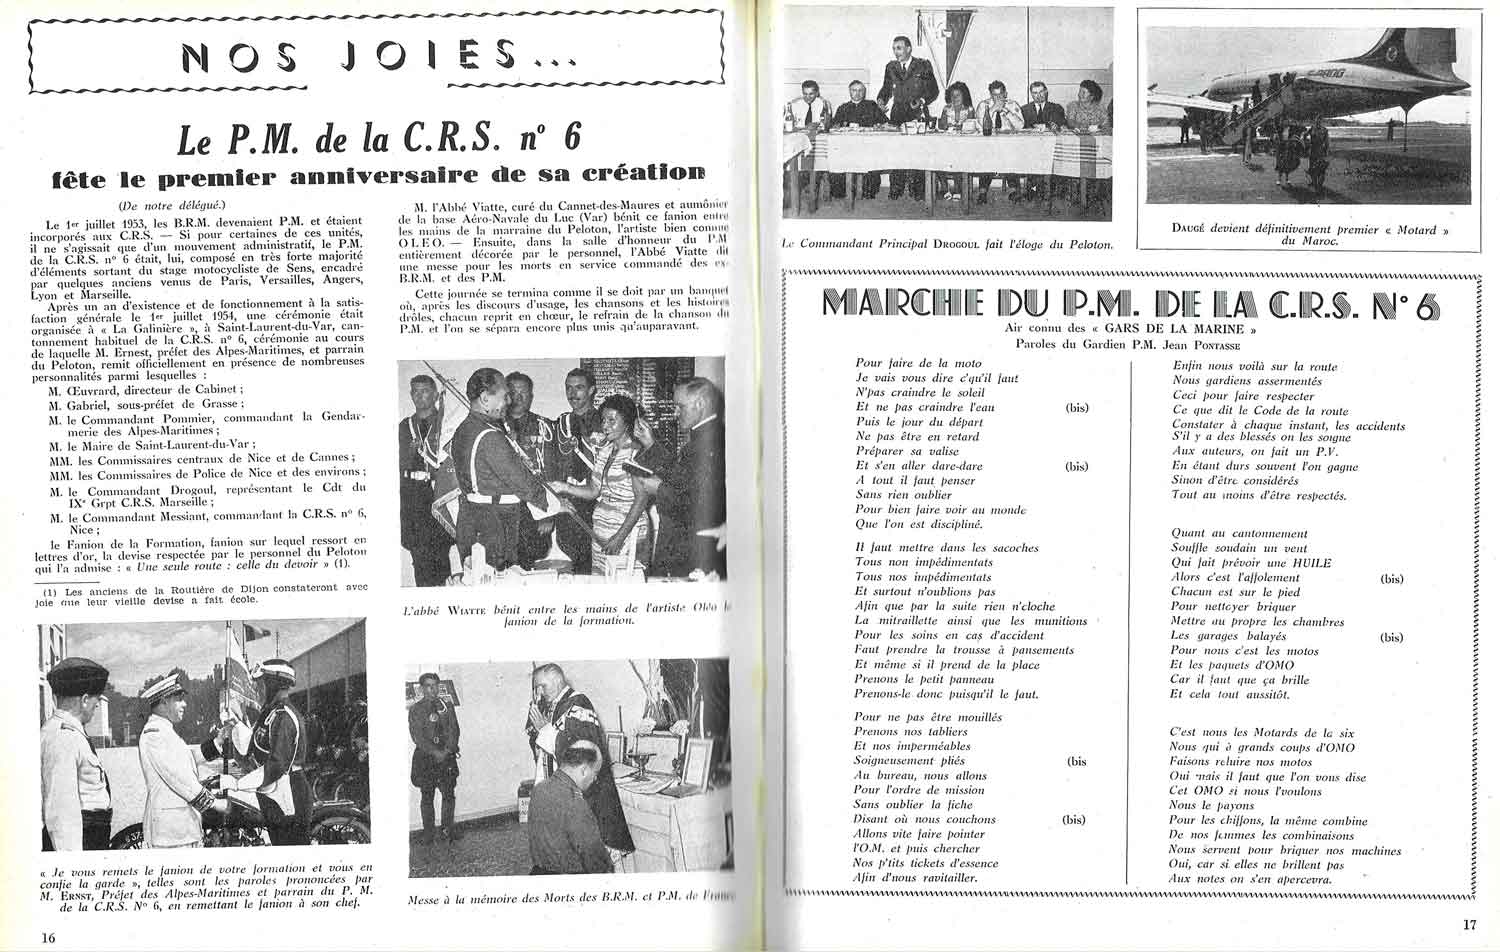 NOS JOIES...
Le P.M. de la C.R.S. n° 6
fête le premier anniversaire de sa création
(De notre délégué.)
Le 1er juillet 1953, les B.R.M. devenaient P.M. et étaient
incorporés aux C.R.S. — Si pour certaines de ces unités,
il ne s'agissait que d'un mouvement administratif, le P.M.
de la C.R.S. n° 6 était, lui, composé en très forte majorité
d'éléments sortant du stage motocycliste de Sens, encadré
par quelques anciens venus de Paris, Versailles, Angers,
Lyon et Marseille.
Après un an d'existence et de fonctionnement à la satis-
faction générale le 1er juillet 1954, une cérémonie était
organisée à « La Galinière », à Saint-Laurent-du-Var, can-
tonnement habituel de la C.R.S. n° 6, cérémonie au cours
de laquelle M. Ernest, préfet des Alpes-Maritimes, et parrain
du Peloton, remit officiellement en présence de nombreuses
personnalités parmi lesquelles :
M. Œuvrard, directeur de Cabinet ;
M. Gabriel, sous-préfet de Grasse ;
M. le Commandant Pommier, commandant la Gendar-
merie des Alpes-Maritimes ;
M. le Maire de Saint-Laurent-du-Var ;
MM. les Commissaires centraux de Nice et de Cannes ;
MM. les Commissaires de Police de Nice et des environs ;
M. le Commandant Drogoul, représentant le Cdt du
IXe Grpt C.R.S. Marseille ;
M. le Commandant Messiant, commandant la C.R.S. n° 6,
Nice ;
le Fanion de la Formation, fanion sur lequel ressort en
lettres d'or, la devise respectée par le personnel du Peloton
qui l'a admise : « Une seule route : celle du devoir » (1).
(1) Les anciens de la Routière de Dijon constateront avec
joie que leur vieille devise a fait école.
« Je vous remets le fanion de votre formation et vous en
confie la garde », telles sont les paroles prononcées par
M. ERNST, Préfet des Alpes-Maritimes et parrain du P. M.
de la C.R.S. N° 6, en remettant le fanion à son chef.
16
M. l'Abbé Viatte, curé du Cannet-des-Maures et aumônier
de la base Aéro-Navale du Luc (Var) bénit ce fanion entre
les mains de la marraine du Peloton, l'artiste bien connue
OLEO. — Ensuite, dans la salle d'honneur du P.M
entièrement décorée par le personnel, l'Abbé Viatte dit
une messe pour les morts en service commandé des ex-
B.R.M. et des P.M.
Cette journée se termina comme il se doit par un banquet
où, après les discours d'usage, les chansons et les histoires
drôles, chacun reprit en chœur, le refrain de la chanson du
P.M. et l'on se sépara encore plus unis qu'auparavant.
L'abbé WIATTE bénit entre les mains de l'artiste Oléo le
fanion de la formation.
Messe à la mémoire des Morts des B.R.M. et P.M. de France
Le Commandant Principal DROGOUL fait l'éloge du Peloton.
DAUGÉ devient définitivement premier « Motard »
du Maroc.
MARCHE DU P.M. DE LA C.R.S. N° 6
Air connu des « GARS DE LA MARINE »
Paroles du Gardien P.M. Jean PONTASSE
Pour faire de la moto
Je vais vous dire c'qu'il faut
N'pas craindre le soleil
Et ne pas craindre l'eau (bis)
Puis le jour du départ
Ne pas être en retard
Préparer sa valise
Et s'en aller dare-dare (bis)
A tout il faut penser
Sans rien oublier
Pour bien faire voir au monde
Que l'on est discipliné.
Il faut mettre dans les sacoches
Tous non impédimentats
Tous nos impédimentats
Et surtout n'oublions pas
Afin que par la suite rien n'cloche
La mitraillette ainsi que les munitions
Pour les soins en cas d'accident
Faut prendre la trousse à pansements
Et même si il prend de la place
Prenons le petit panneau
Prenons-le donc puisqu'il le faut.
Pour ne pas être mouillés
Prenons nos tabliers
Et nos imperméables
Soigneusement pliés (bis
Au bureau, nous allons
Pour l'ordre de mission
Sans oublier la fiche
Disant où nous couchons (bis)
Allons vite faire pointer
l'O.M. et puis chercher
Nos p'tits tickets d'essence
Afin d'nous ravitailler.
Enfin nous voilà sur la route
Nous gardiens assermentés
Ceci pour faire respecter
Ce que dit le Code de la route
Constater à chaque instant, les accidents
S'il y a des blessés on les soigne
Aux auteurs, on fait un P.V.
En étant durs souvent l'on gagne
Sinon d'être considérés
Tout au moins d'être respectés.
Quant au cantonnement
Souffle soudain un vent
Qui fait prévoir une HUILE
Alors c'est l'affolement (bis)
Chacun est sur le pied
Pour nettoyer briquer
Mettre au propre les chambres
Les garages balayés (bis)
Pour nous c'est les motos
Et les paquets d'OMO
Car il faut que ça brille
Et cela tout aussitôt.
C'est nous les Motards de la six
Nous qui à grands coups d'OMO
Faisons reluire nos motos
Oui mais il faut que l'on vous dise
Cet OMO si nous l'voulons
Nous le payons
Pour les chiffons, la même combine
De nos femmes les combinaisons
Nous servent pour briquer nos machines
Oui, car si elles ne brillent pas
Aux notes on s'en apercevra.
17